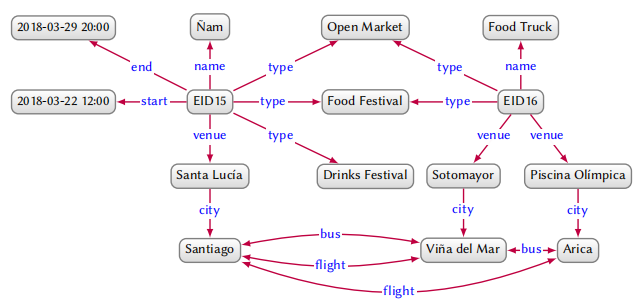 2018-03-29 20:00
Ñam
Open Market
Food Truck
end
name
type
type
name
2018-03-22 12:00
start
EID15
type
Food Festival
type
EID16
venue
type
venue
venue
Santa Lucía
Drinks Festival
Sotomayor
Piscina Olímpica
city
city
city
bus
Santiago
Viña del Mar
bus
Arica
flight
flight